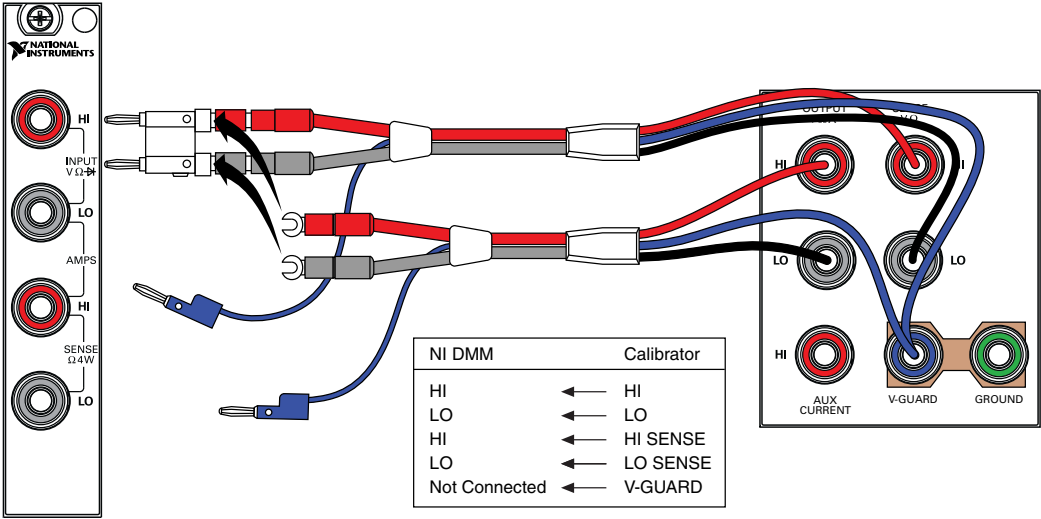 NATIONAL
INSTRUMENTS
HI
INPUT
V Ω
LO
AMPS
HI
SENSE
Ω 4W
LO
OUTPUT
HI
HI
LO
LO
HI
AUX
CURRENT
V-GUARD
GROUND
NI DMM Calibrator
HI HI
LO LO
HI HI SENSE
LO LO SENSE
Not Connected V-GUARD